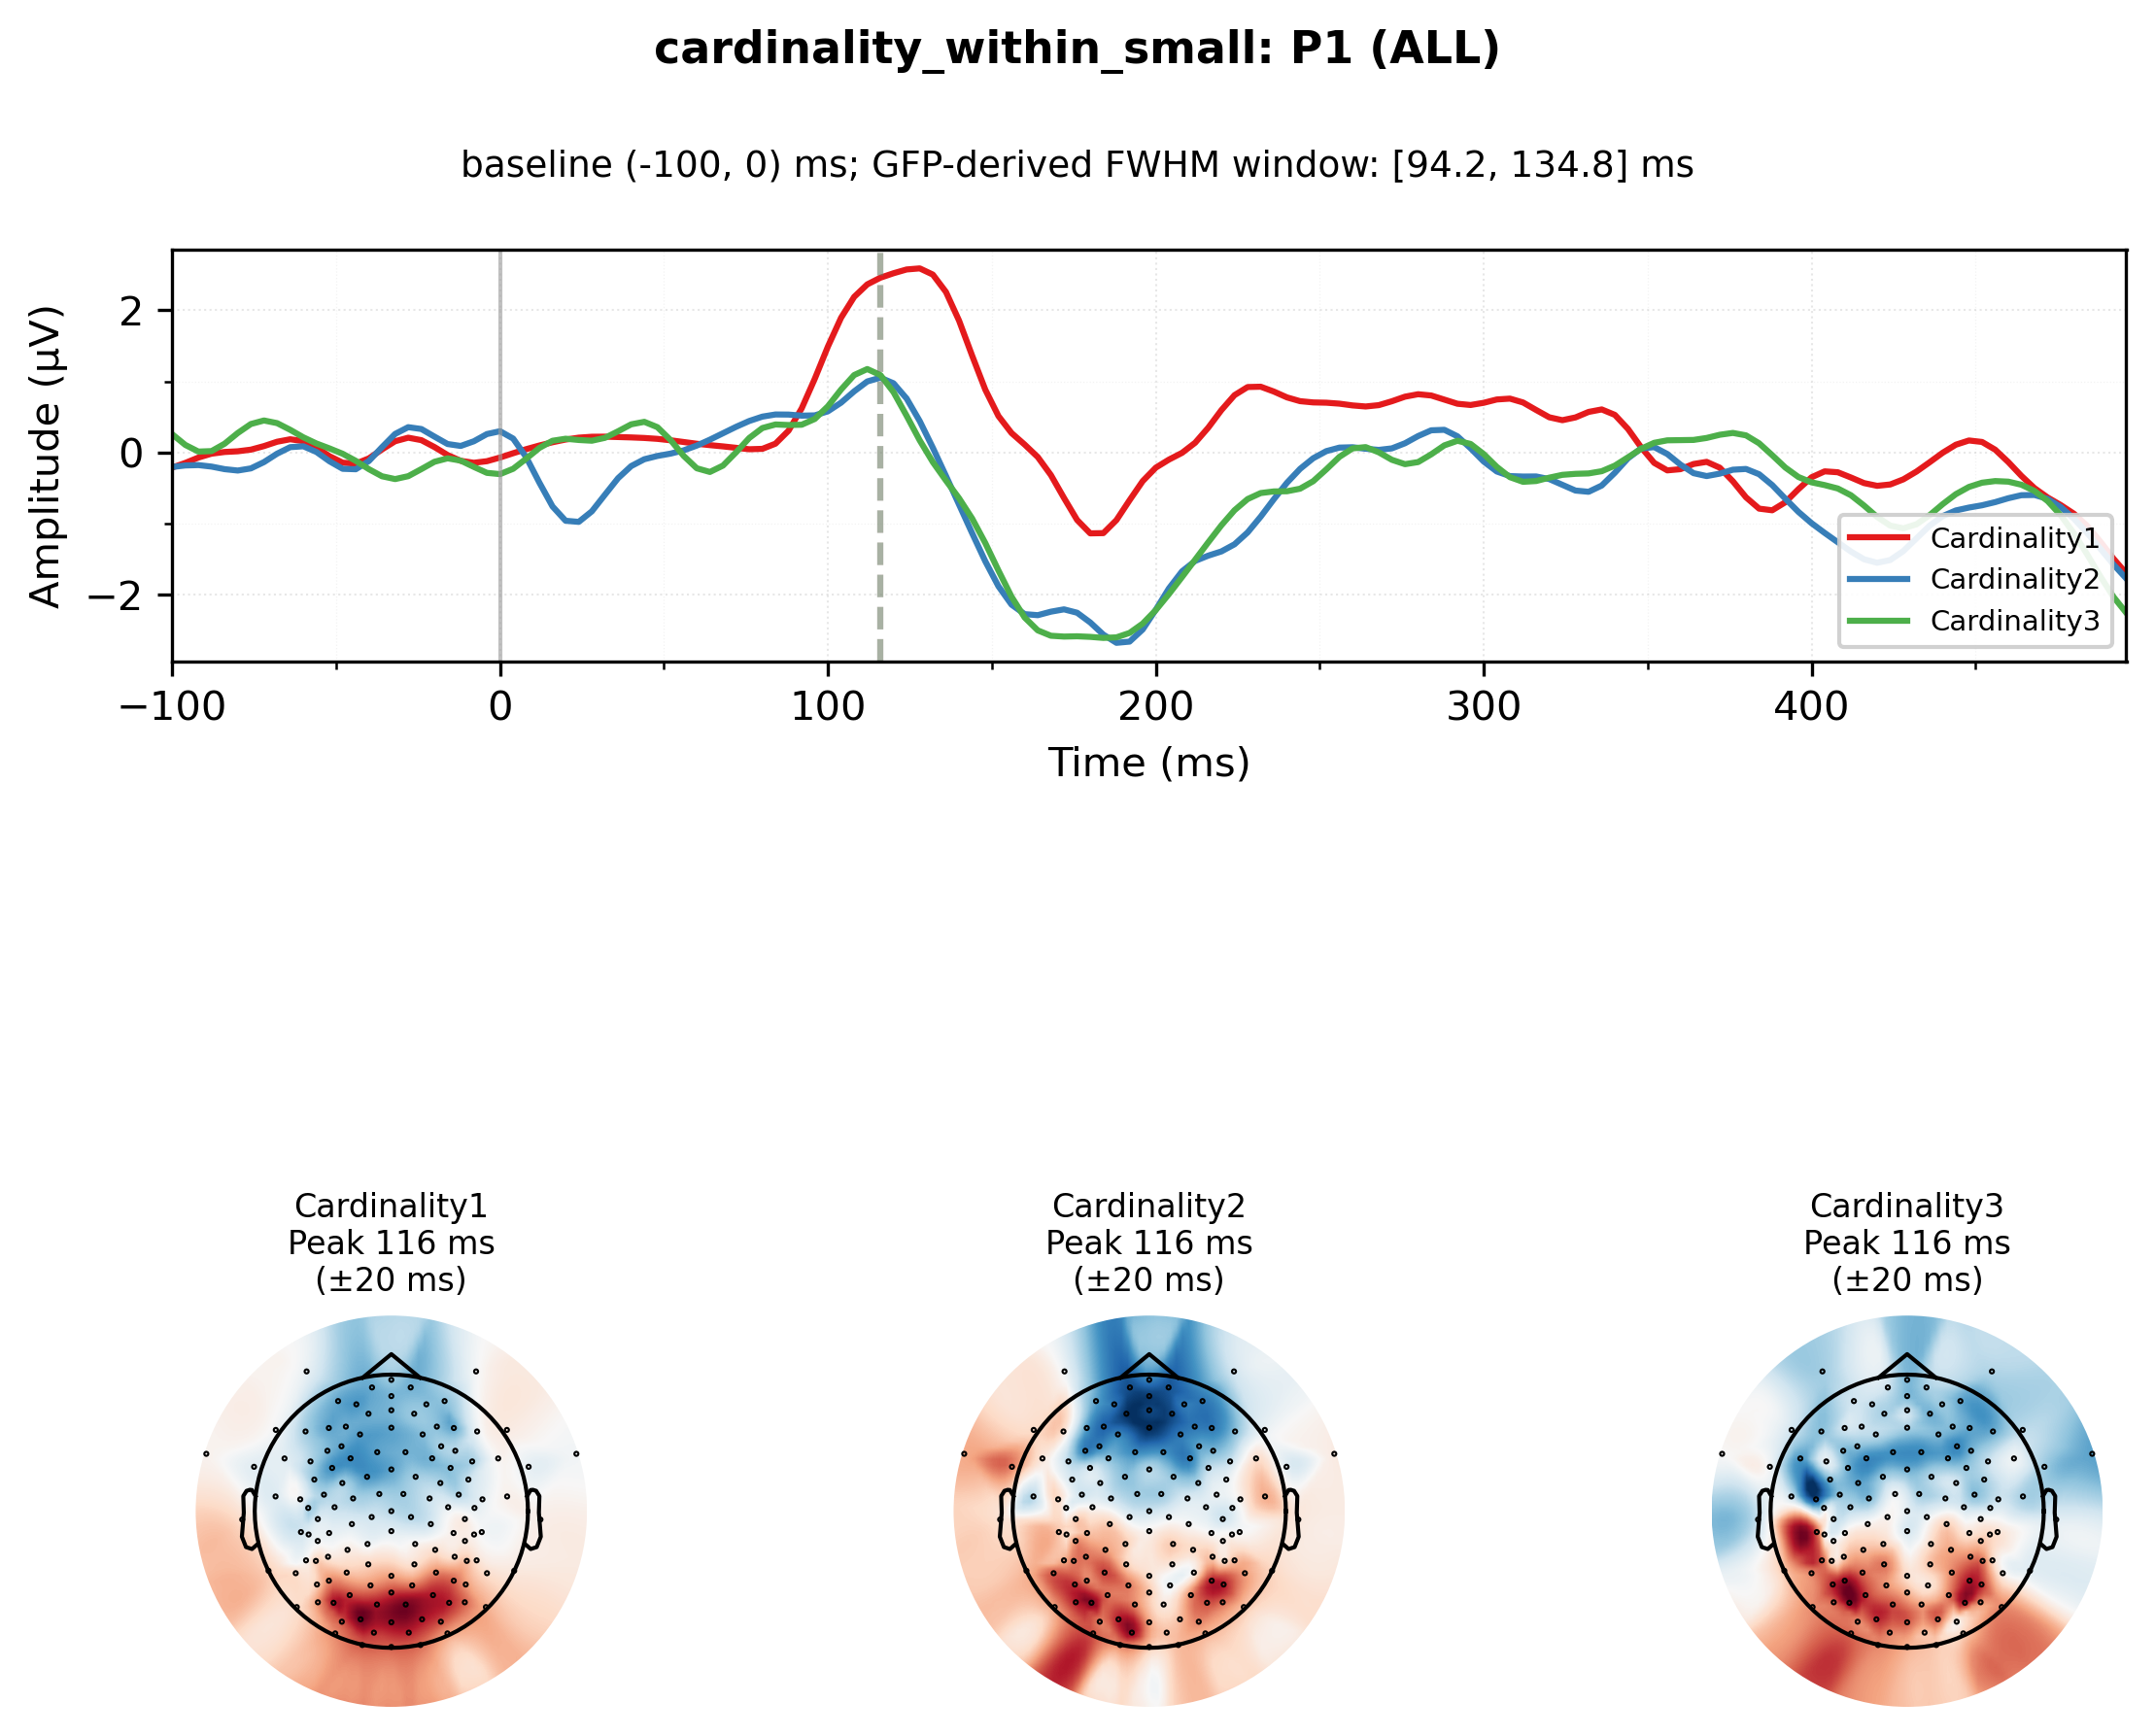 cardinality_within_small: P1 (ALL)
baseline (-100, 0) ms; GFP-derived FWHM window: [94.2, 134.8] ms
Amplitude (µV)
2
0
−2
−100
0
100
200
300
400
Time (ms)
Cardinality1
Cardinality2
Cardinality3
Cardinality1
Peak 116 ms
(±20 ms)
Cardinality2
Peak 116 ms
(±20 ms)
Cardinality3
Peak 116 ms
(±20 ms)